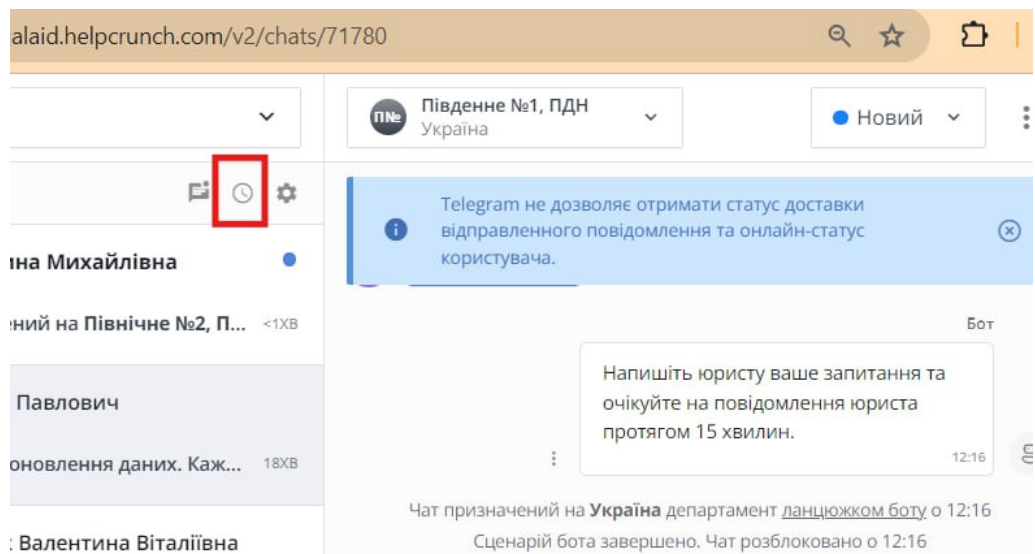 alaid.helpcrunch.com/v2/chats/71780
П№
Південне №1, ПДН
Україна
Новий
Telegram не дозволяє отримати статус доставки
відправленного повідомлення та онлайн-статус
користувача.
Михайлівна
на Північне №2, П... <1ХВ
Павлович
оновлення даних. Каж... 18ХВ
Валентина Віталіївна
Бот
Напишіть юристу ваше запитання та
очікуйте на повідомлення юриста
протягом 15 хвилин.
12:16
Чат призначений на Україна департамент ланцюжком боту о 12:16
Сценарій бота завершено. Чат розблоковано о 12:16